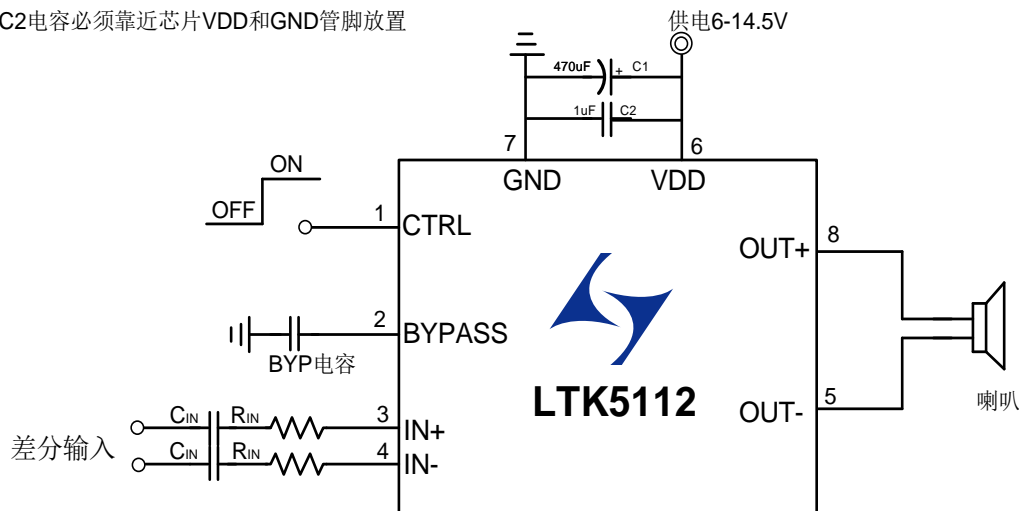 C2电容必须靠近芯片VDD和GND管脚放置
供电6-14.5V
470uF + C1
1uF C2
7 6
GND VDD
ON
OFF
1 CTRL
8
OUT+
2 BYPASS
BYP电容
LTK5112
OUT- 5
喇叭
差分输入
CIN RIN 3 IN+
CIN RIN 4 IN-